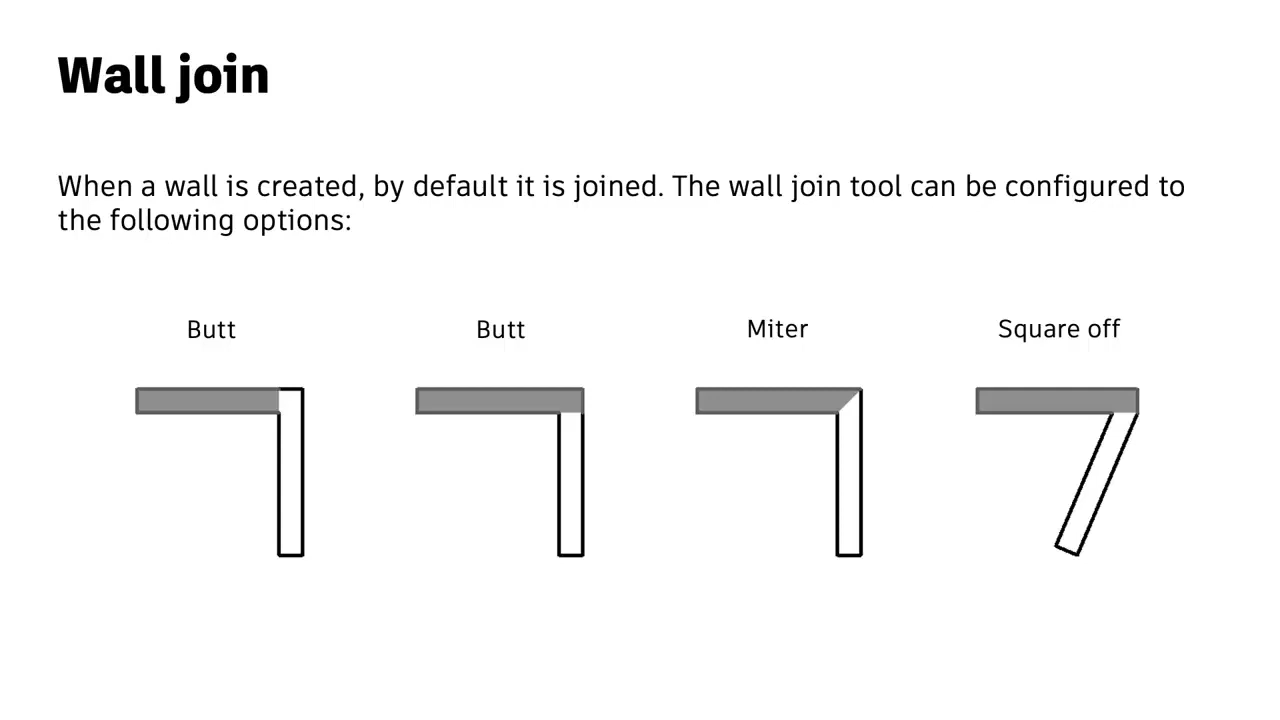 Wall join
When a wall is created, by default it is joined. The wall join tool can be configured to
the following options:
Butt
Butt
Miter
Square off